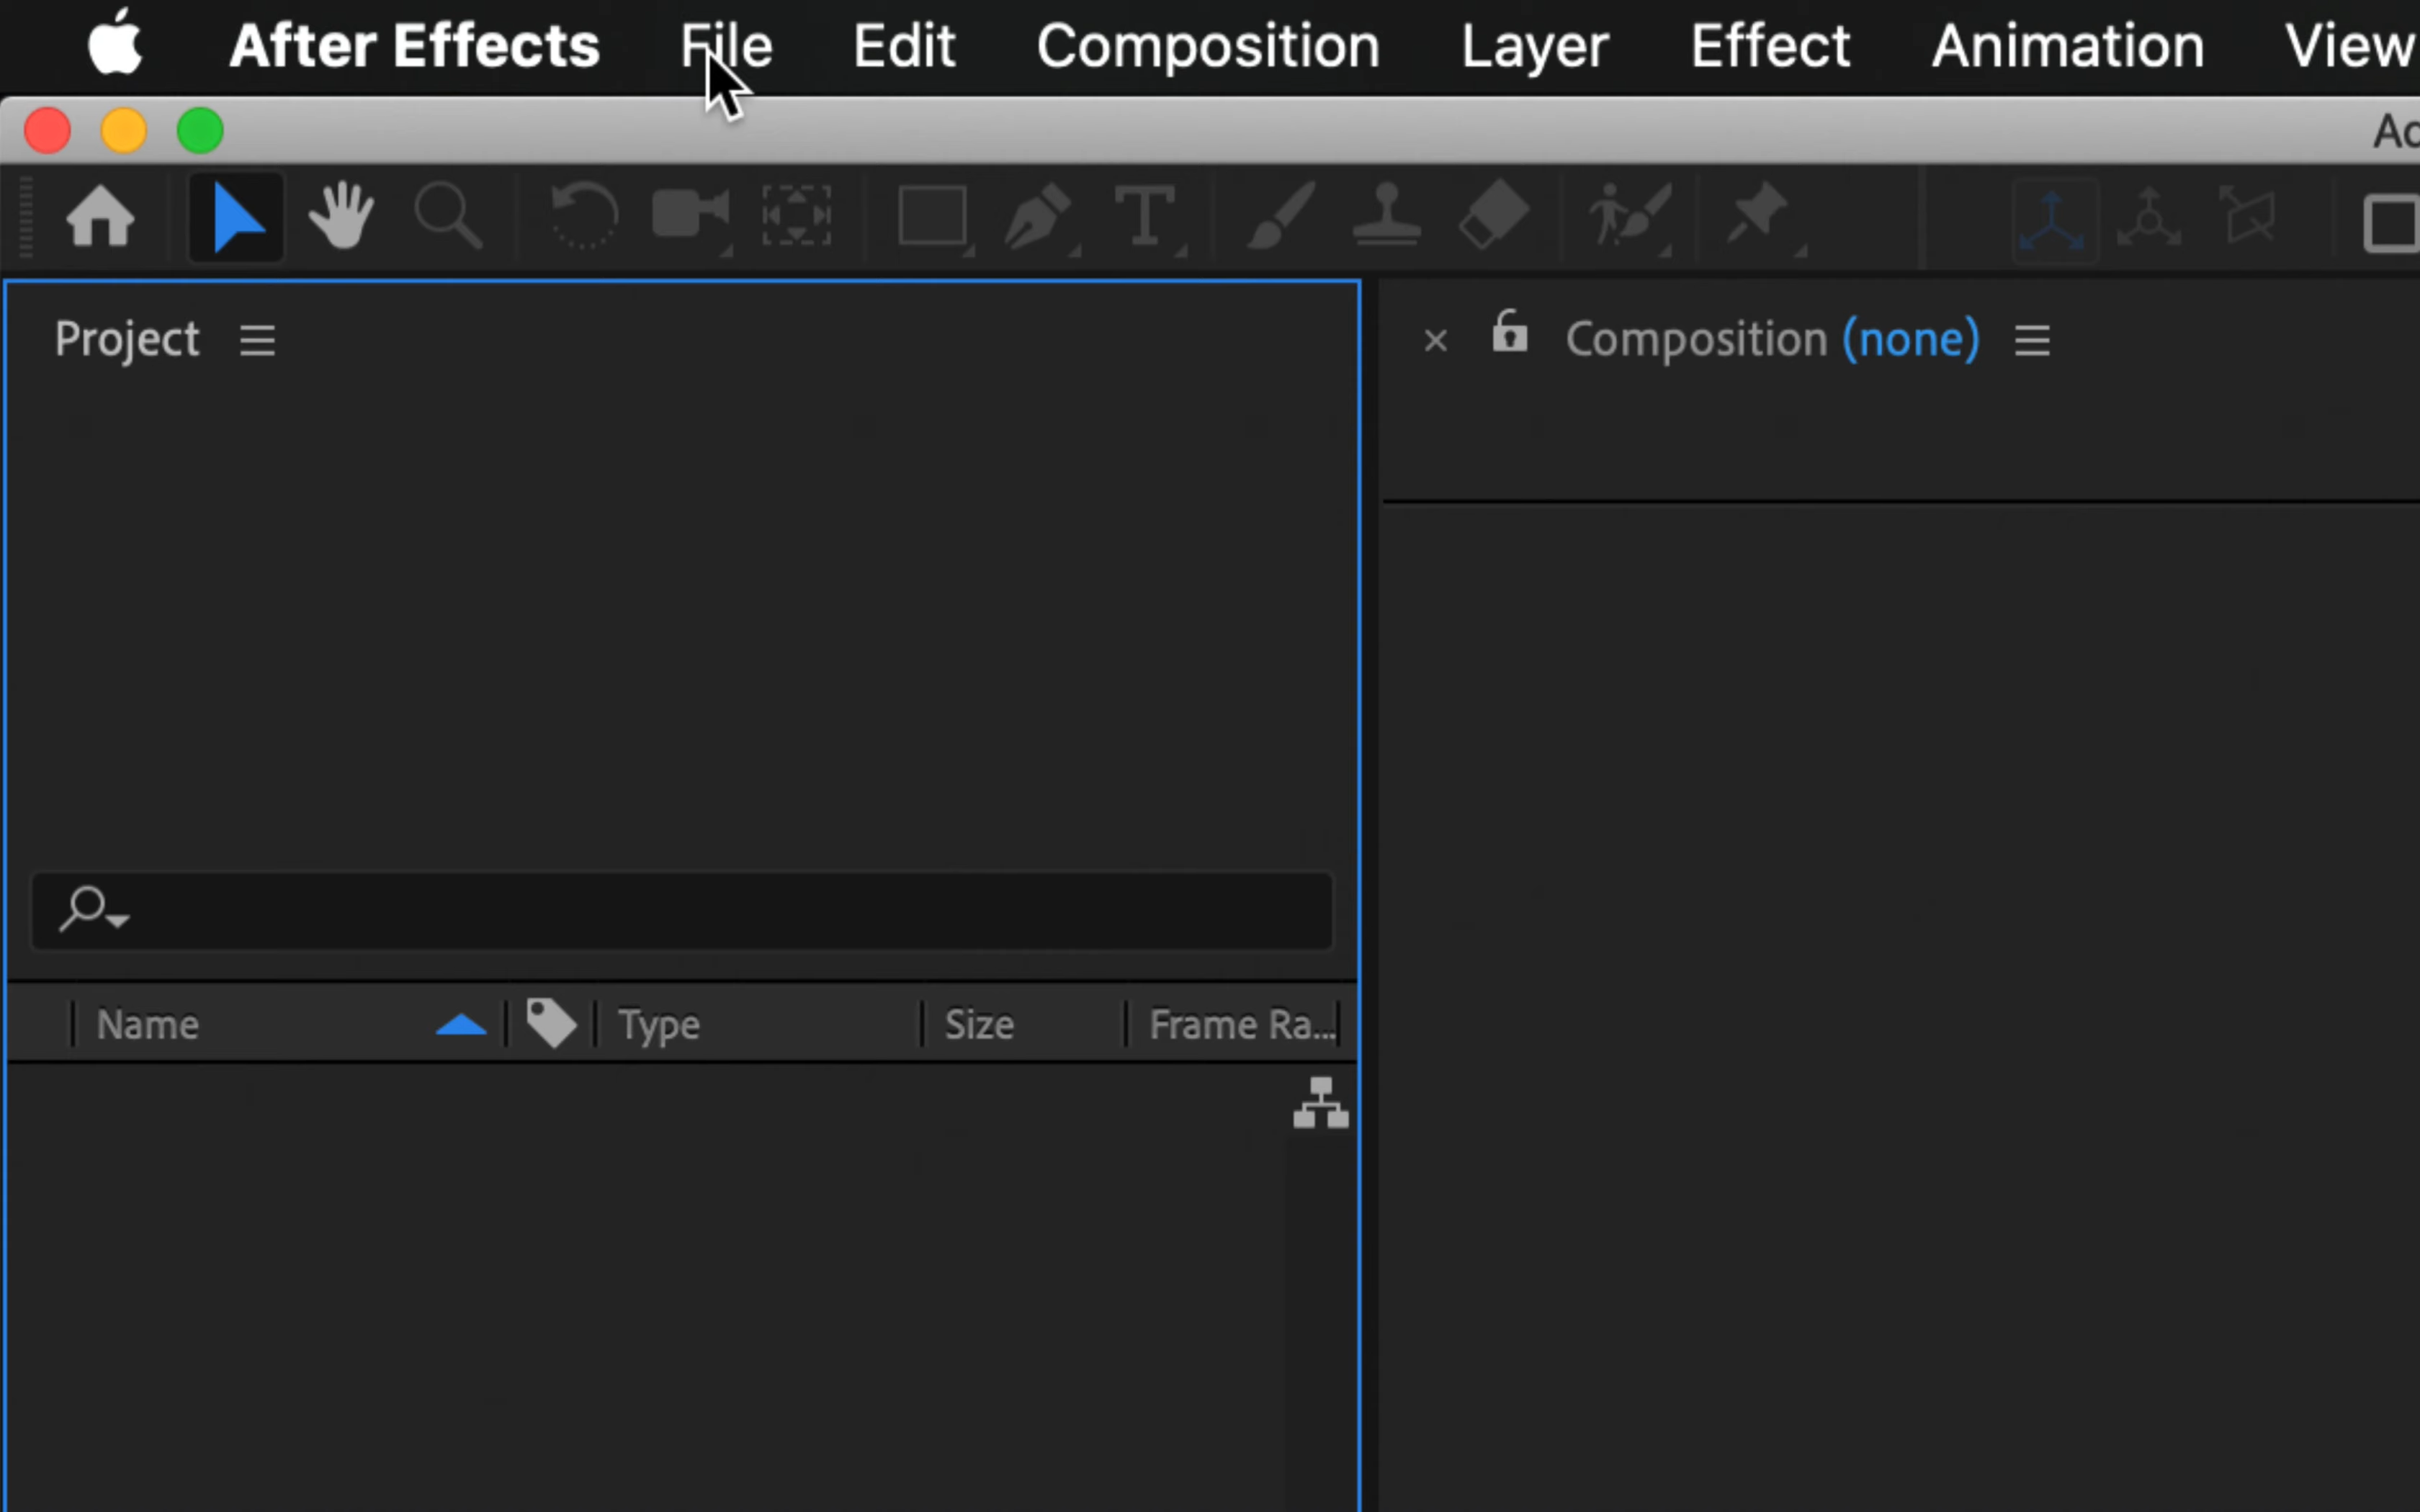 After Effects File Edit Composition Layer Effect Animation View
Project
Composition (none)
Name Type Size Frame Ra...